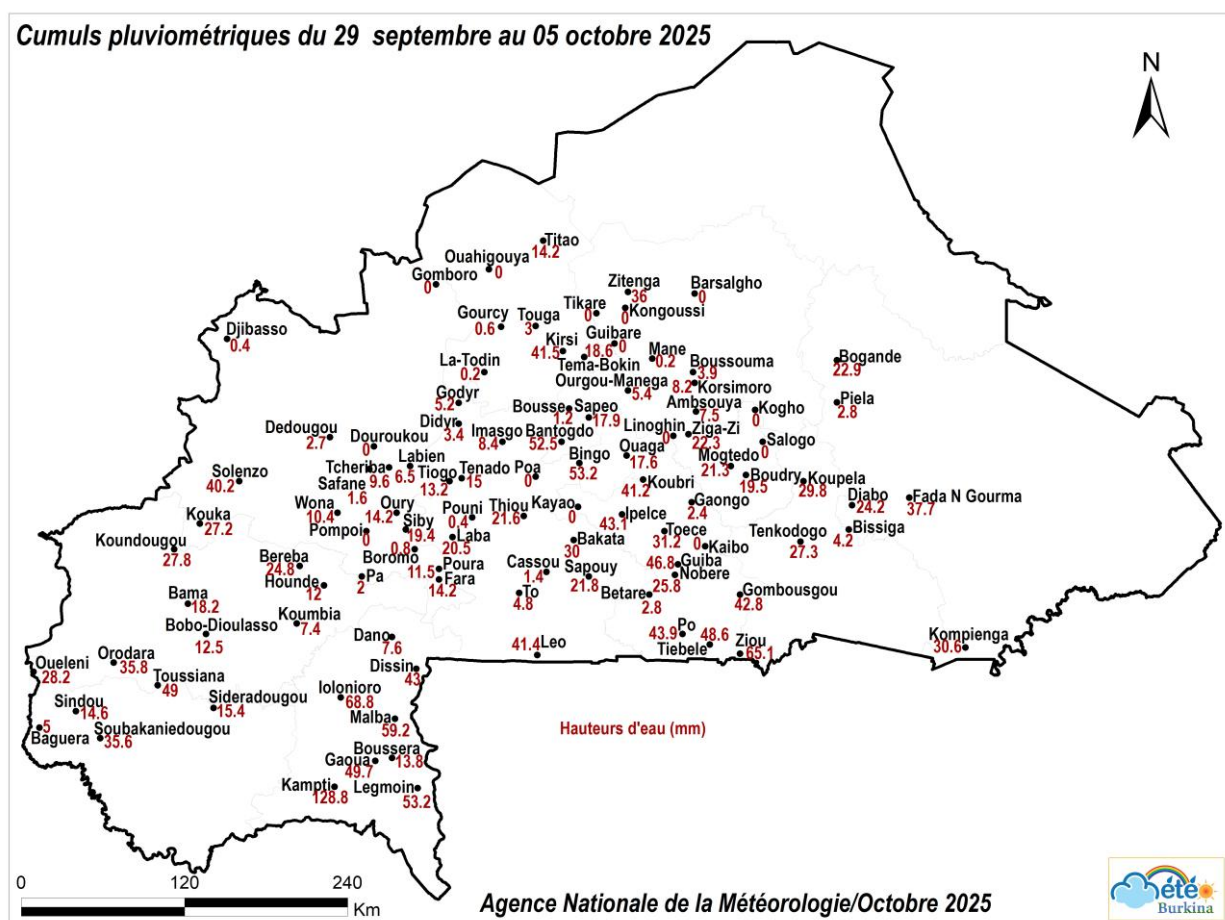 Cumuls pluviométriques du 29 septembre au 05 octobre 2025
N
Titao
14.2
Ouahigouya
0
Gomboro
0
Zitenga
36
Barsalgho
0
Tikare
0
Kongoussi
0
Djibasso
0.4
Gourcy
0.6
Touga
3
Guibare
0
Kirsi
41.5
Tema-Bokin
18.6
Mane
0.2
Boussouma
3.9
Bogande
22.9
La-Todin
0.2
Ourgou-Manega
5.4
Korsimoro
8.2
Godyr
5.2
Piela
2.8
Bousse
1.2
Sapeo
17.9
Ambsouya
7.5
Kogho
0
Didyr
3.4
Dedougou
2.7
Douroukou
0
Imasgo
8.4
Bantogdo
52.5
Linoghin
0
Ziga-Zi
22.3
Salogo
0
Ouaga
17.6
Bingo
53.2
Mogtedo
21.3
Solenzo
40.2
Tcheriba
9.6
Labien
6.5
Tiogo
13.2
Tenado
15
Poa
0
Koubri
41.2
Boudry
19.5
Koupela
29.8
Safane
1.6
Djabo
24.2
Fada N Gourma
37.7
Wona
10.4
Oury
14.2
Pouni
0.4
Thiou
21.6
Kayao
0
Ipelce
43.1
Gaongo
2.4
Kouka
27.2
Pompoi
0
Siby
19.4
Toece
31.2
Bissiga
4.2
Laba
20.5
Bakata
30
Kaibo
0
Tenkodogo
27.3
Koundougou
27.8
Boromo
0.8
Bereba
24.8
Poura
11.5
Guiba
46.8
Hounde
12
Pa
2
Fara
14.2
Cassou
1.4
Sapouy
21.8
Nobere
25.8
Bama
18.2
To
4.8
Betare
2.8
Gombousgou
42.8
Koumbia
7.4
Bobo-Dioulasso
12.5
Dano
7.6
Po
43.9
Tiebele
48.6
Leo
41.4
Ziou
65.1
Kompienga
30.6
Orodara
35.8
Oueleni
28.2
Dissin
43
Toussiana
49
Iolonioro
68.8
Sideradougou
15.4
Sindou
14.6
Malba
59.2
Baguera
5
Soubakaniedougou
35.6
Hauteurs d'eau (mm)
Boussera
13.8
Gaoua
49.7
Kampti
128.8
Legmoin
53.2
0 120 240
Km
Agence Nationale de la Météorologie/Octobre 2025
été
Burkina